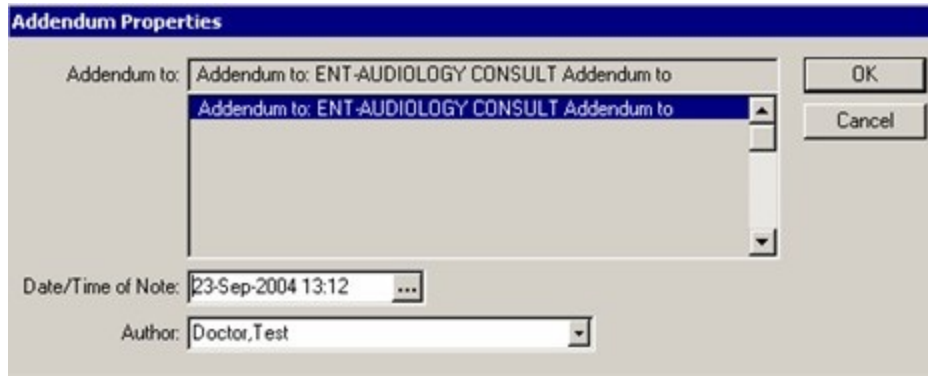 Addendum Properties
Addendum to: Addendum to: ENT-AUDIOLOGY CONSULT Addendum to
OK
Addendum to: ENT-AUDIOLOGY CONSULT Addendum to
Cancel
Date/Time of Note: 23-Sep-2004 13:12 ...
Author: Doctor,Test